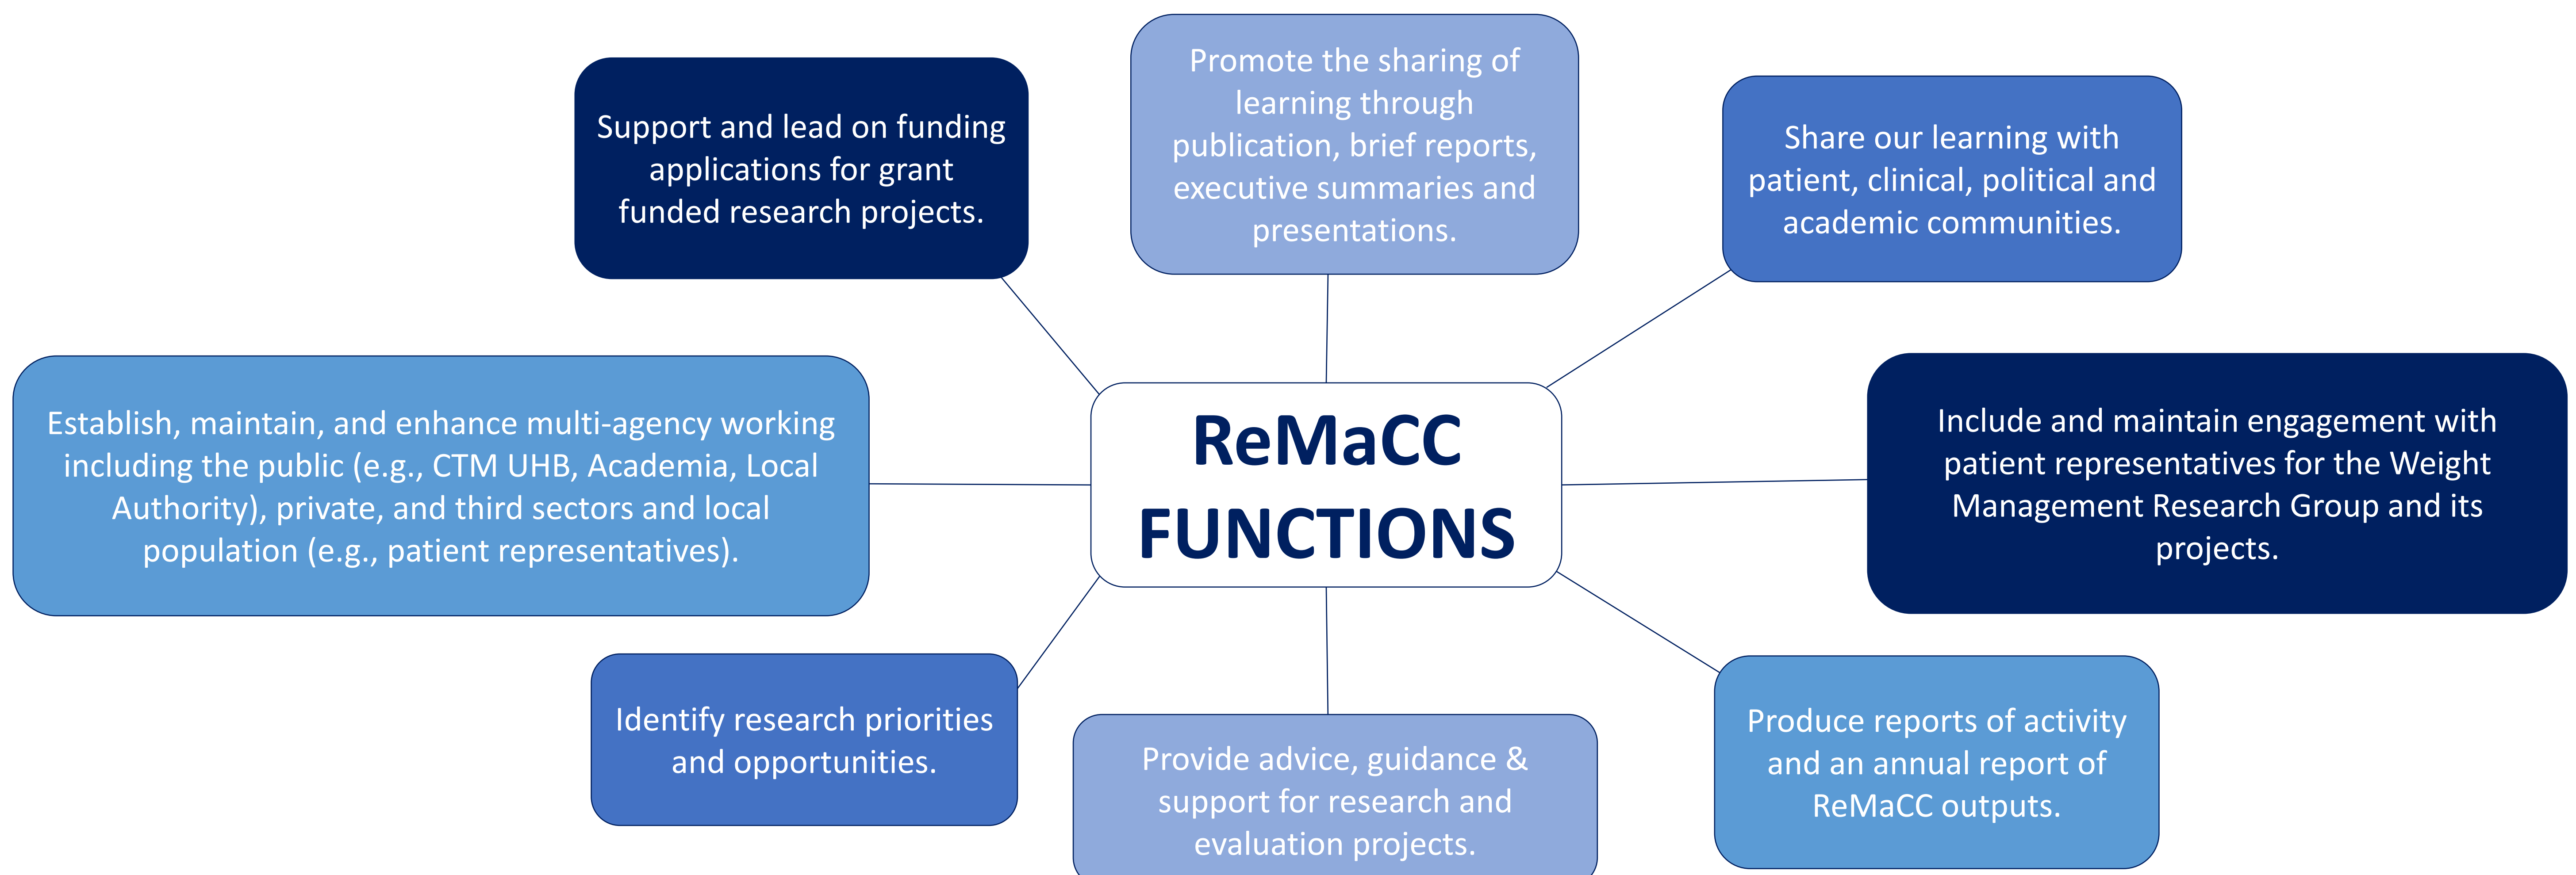 Promote the sharing of
learning through
publication, brief reports,
executive summaries and
presentations.
Support and lead on funding
applications for grant
funded research projects.
Share our learning with
patient, clinical, political and
academic communities.
Establish, maintain, and enhance multi-agency working
including the public (e.g., CTM UHB, Academia, Local
Authority), private, and third sectors and local
population (e.g., patient representatives).
ReMaCC
FUNCTIONS
Include and maintain engagement with
patient representatives for the Weight
Management Research Group and its
projects.
Identify research priorities
and opportunities.
Provide advice, guidance &
support for research and
evaluation projects.
Produce reports of activity
and an annual report of
ReMaCC outputs.